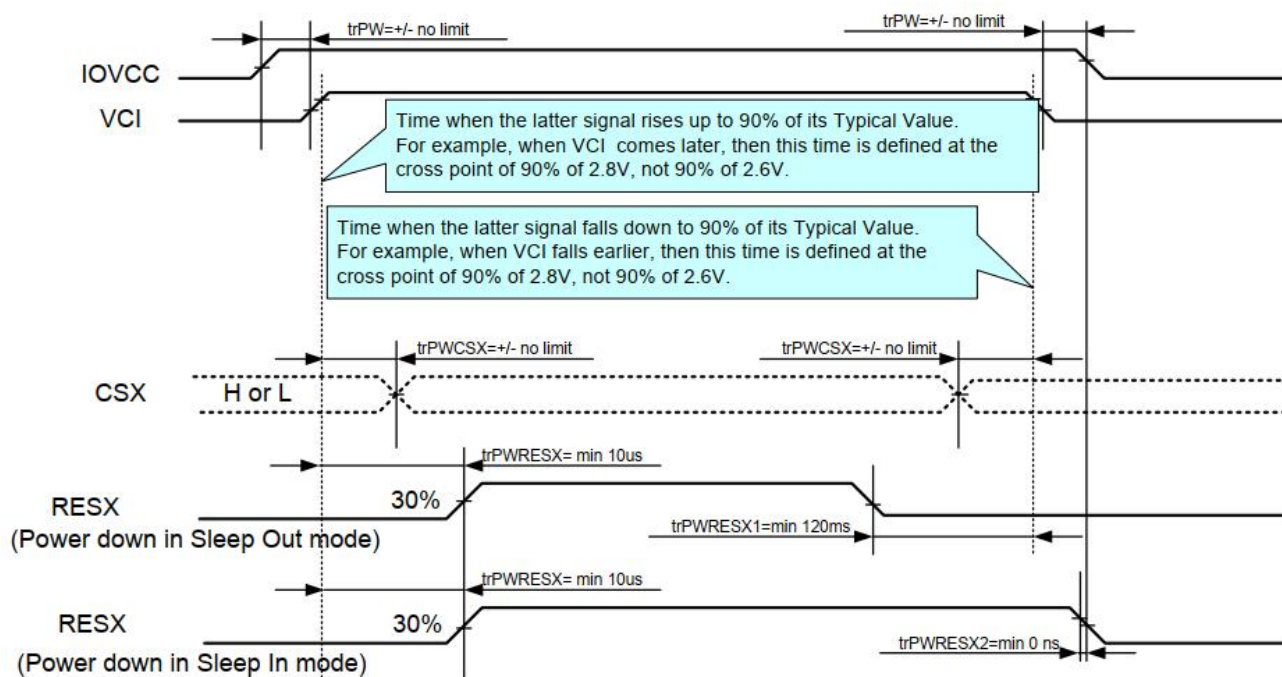 trPW=+/- no limit
trPW=+/- no limit
IOVCC
VCI
Time when the latter signal rises up to 90% of its Typical Value.
For example, when VCI comes later, then this time is defined at the
cross point of 90% of 2.8V, not 90% of 2.6V.
Time when the latter signal falls down to 90% of its Typical Value.
For example, when VCI falls earlier, then this time is defined at the
cross point of 90% of 2.8V, not 90% of 2.6V.
trPWCSX=+/- no limit
trPWCSX=+/- no limit
CSX
H or L
trPWRESX= min 10us
RESX
30%
(Power down in Sleep Out mode)
trPWRESX1=min 120ms
trPWRESX= min 10us
RESX
30%
(Power down in Sleep In mode)
trPWRESX2=min 0 ns